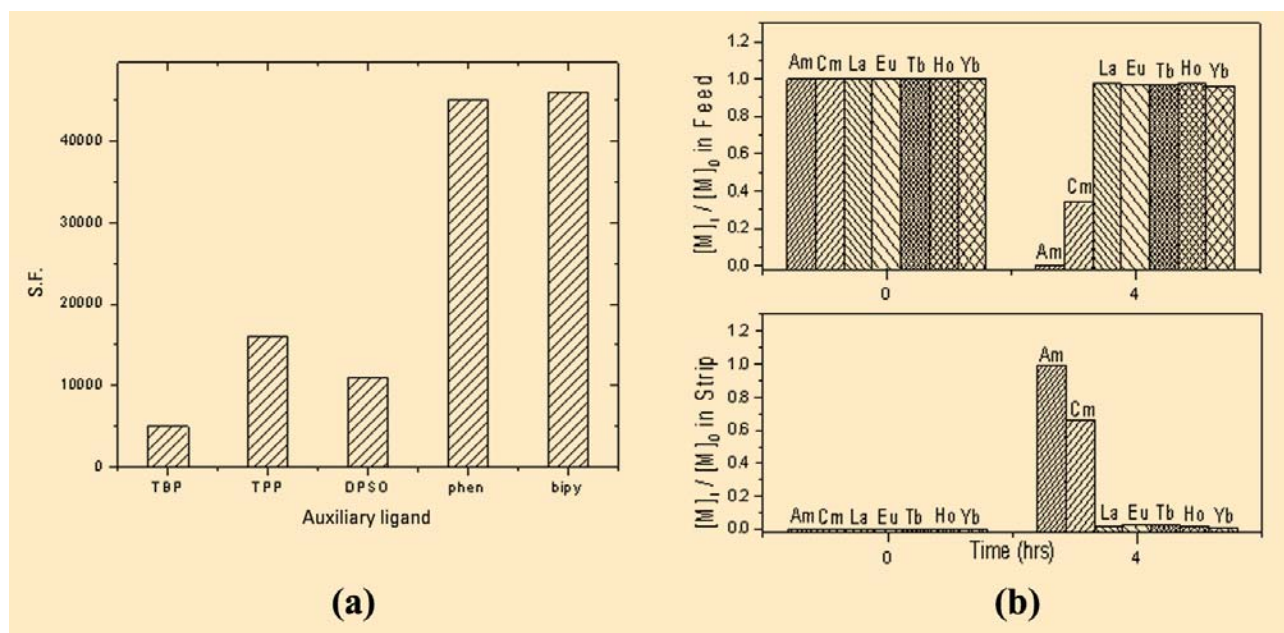 S.F.
40000
30000
20000
10000
0
TBP TPP DPSO phen bipy
Auxiliary ligand
(a)
[M]t / [M]0 in Feed
1.2
1.0
0.8
0.6
0.4
0.2
0.0
Am Cm La Eu Tb Ho Yb
Am Cm La Eu Tb Ho Yb
0 4
[M]t / [M]0 in Strip
1.2
1.0
0.8
0.6
0.4
0.2
0.0
Am Cm La Eu Tb Ho Yb
Am Cm La Eu Tb Ho Yb
0 Time (hrs) 4
(b)